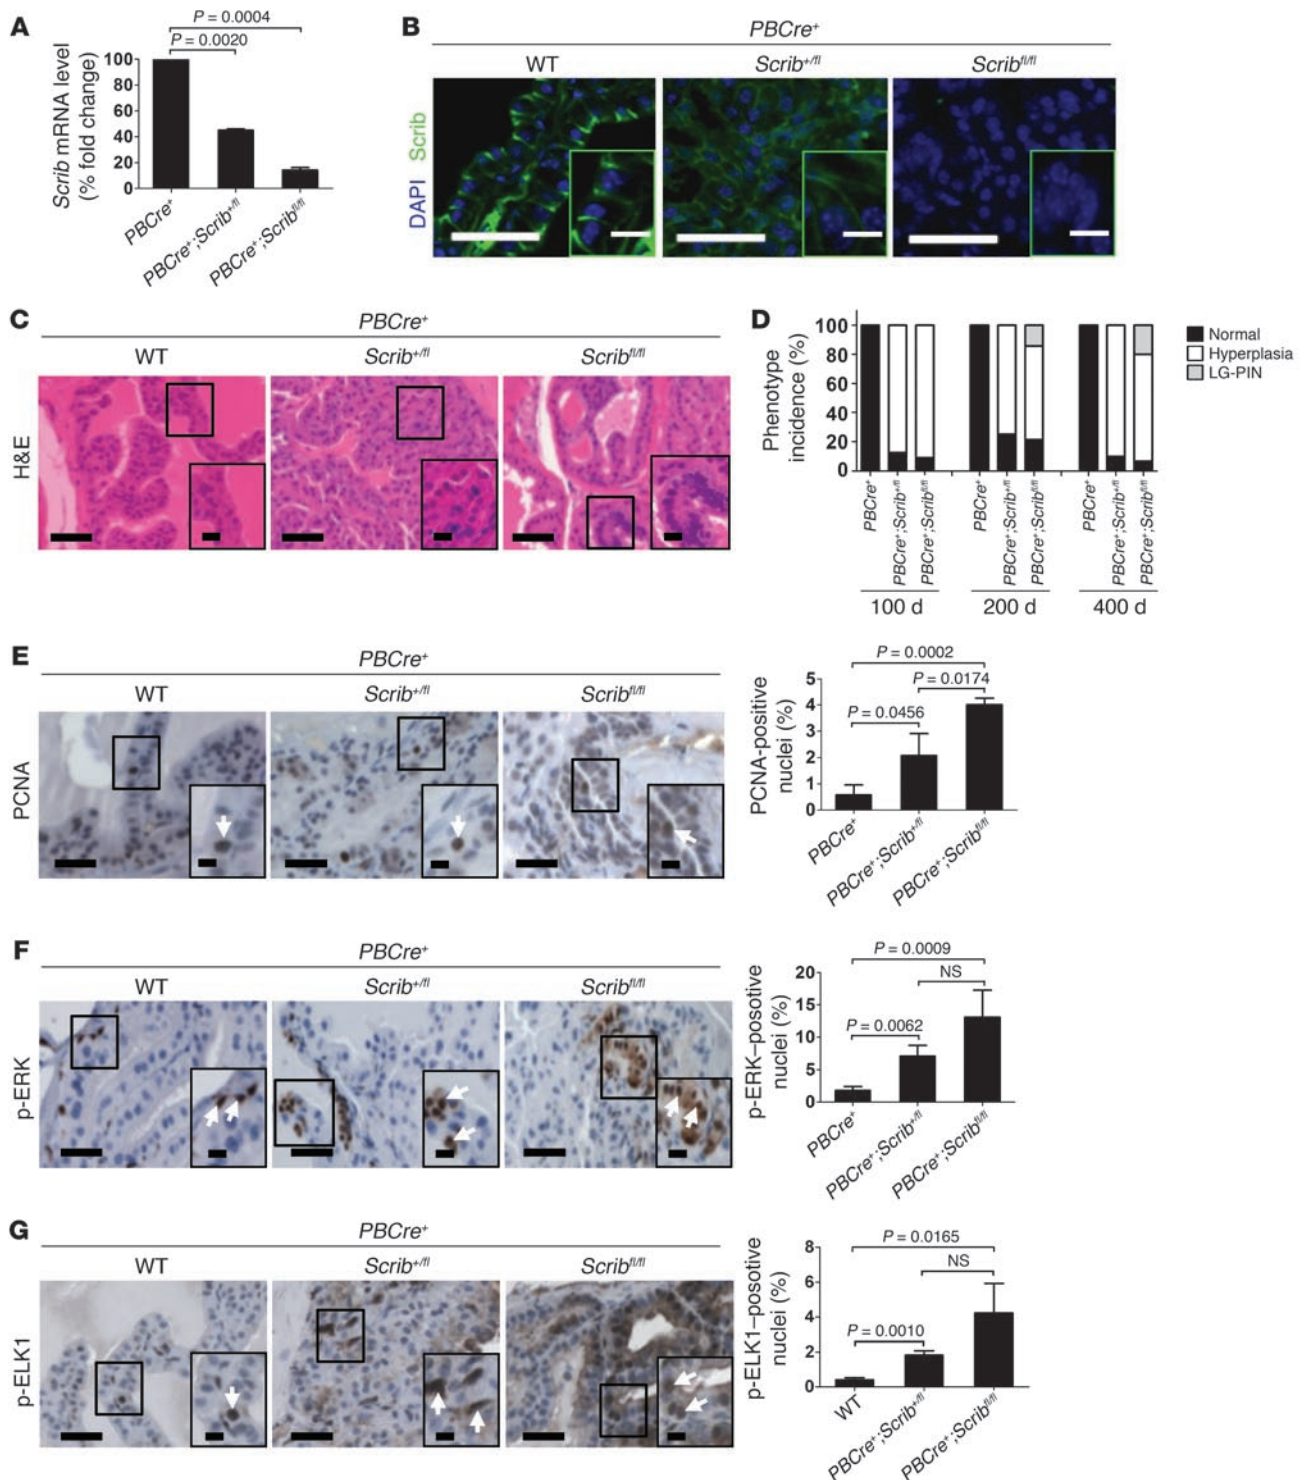 A
P = 0.0004
P = 0.0020
Scrib mRNA level
(% fold change)
100
80
60
40
20
0
PBCre+
PBCre+;Scrib+/fl
PBCre+;Scribfl/fl
B
PBCre+
WT
Scrib+/fl
Scribfl/fl
DAPI Scrib
C
PBCre+
WT
Scrib+/fl
Scribfl/fl
H&E
D
Phenotype
incidence (%)
100
80
60
40
20
0
PBCre+
PBCre+;Scrib+/fl
PBCre+;Scribfl/fl
PBCre+
PBCre+;Scrib+/fl
PBCre+;Scribfl/fl
PBCre+
PBCre+;Scrib+/fl
PBCre+;Scribfl/fl
100 d
200 d
400 d
Normal
Hyperplasia
LG-PIN
E
PBCre+
WT
Scrib+/fl
Scribfl/fl
PCNA
P = 0.0002
P = 0.0174
P = 0.0456
PCNA-positive
nuclei (%)
5
4
3
2
1
0
PBCre+
PBCre+;Scrib+/fl
PBCre+;Scribfl/fl
F
PBCre+
WT
Scrib+/fl
Scribfl/fl
p-ERK
P = 0.0009
NS
P = 0.0062
p-ERK–posotive
nuclei (%)
20
15
10
5
0
PBCre+
PBCre+;Scrib+/fl
PBCre+;Scribfl/fl
G
PBCre+
WT
Scrib+/fl
Scribfl/fl
p-ELK1
P = 0.0165
NS
P = 0.0010
p-ELK1–posotive
nuclei (%)
8
6
4
2
0
WT
PBCre+;Scrib+/fl
PBCre+;Scribfl/fl